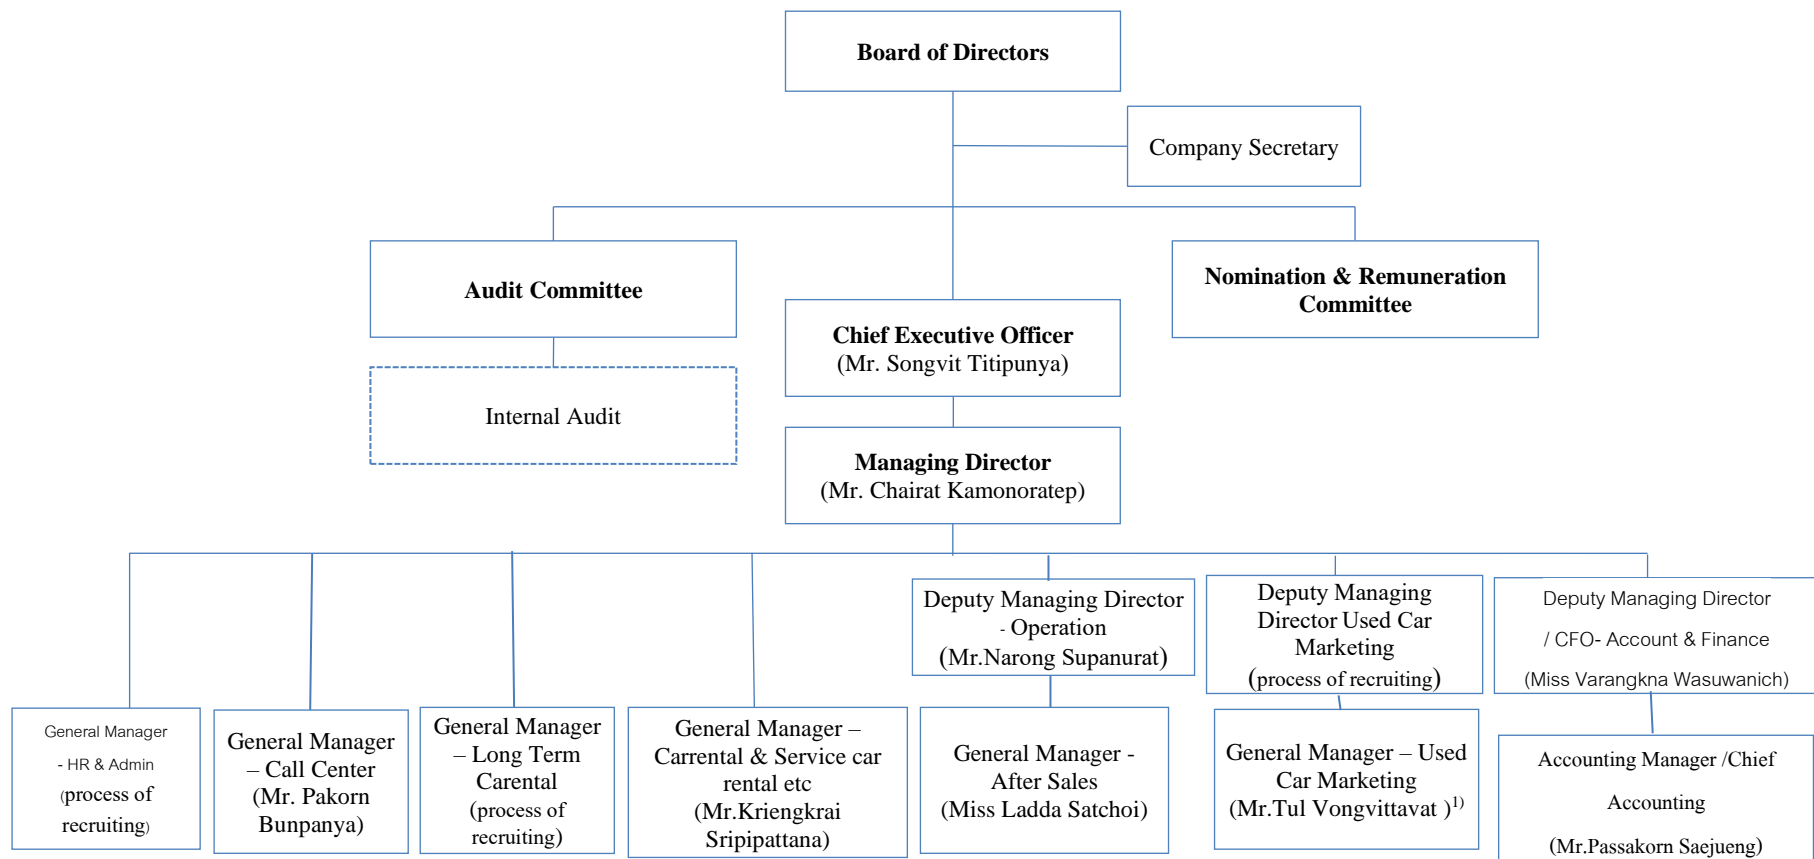 Board of Directors
Company Secretary
Audit Committee
Nomination & Remuneration
Committee
Chief Executive Officer
(Mr. Songvit Titipunya)
Internal Audit
Managing Director
(Mr. Chairat Kamonoratep)
Deputy Managing Director
- Operation
(Mr.Narong Supanurat)
Deputy Managing
Director Used Car
Marketing
(process of recruiting)
Deputy Managing Director
/ CFO- Account & Finance
(Miss Varangkna Wasuwanich)
General Manager
- HR & Admin
(process of
recruiting)
General Manager
– Call Center
(Mr. Pakorn
Bunpanya)
General Manager
– Long Term
Carental
(process of
recruiting)
General Manager –
Carrental & Service car
rental etc
(Mr.Kriengkrai
Sripipattana)
General Manager -
After Sales
(Miss Ladda Satchoi)
General Manager – Used
Car Marketing
(Mr.Tul Vongvittavat )1)
Accounting Manager /Chief
Accounting
(Mr.Passakorn Saejueng)